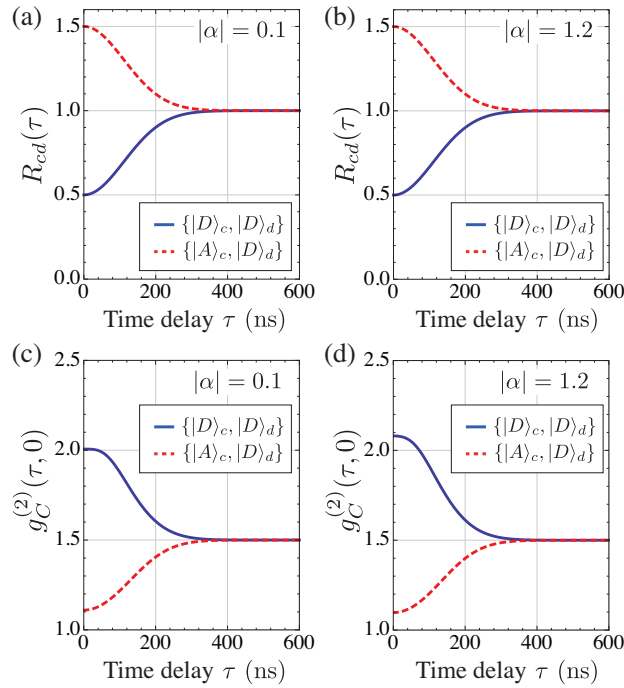 (a)
|α| = 0.1
R_cd(τ)
1.5
1.0
0.5
0.0
{|D⟩_c, |D⟩_d}
{|A⟩_c, |D⟩_d}
0 200 400 600
Time delay τ (ns)
(b)
|α| = 1.2
R_cd(τ)
1.5
1.0
0.5
0.0
{|D⟩_c, |D⟩_d}
{|A⟩_c, |D⟩_d}
0 200 400 600
Time delay τ (ns)
(c)
|α| = 0.1
g_C^(2)(τ, 0)
2.5
2.0
1.5
1.0
{|D⟩_c, |D⟩_d}
{|A⟩_c, |D⟩_d}
0 200 400 600
Time delay τ (ns)
(d)
|α| = 1.2
g_C^(2)(τ, 0)
2.5
2.0
1.5
1.0
{|D⟩_c, |D⟩_d}
{|A⟩_c, |D⟩_d}
0 200 400 600
Time delay τ (ns)